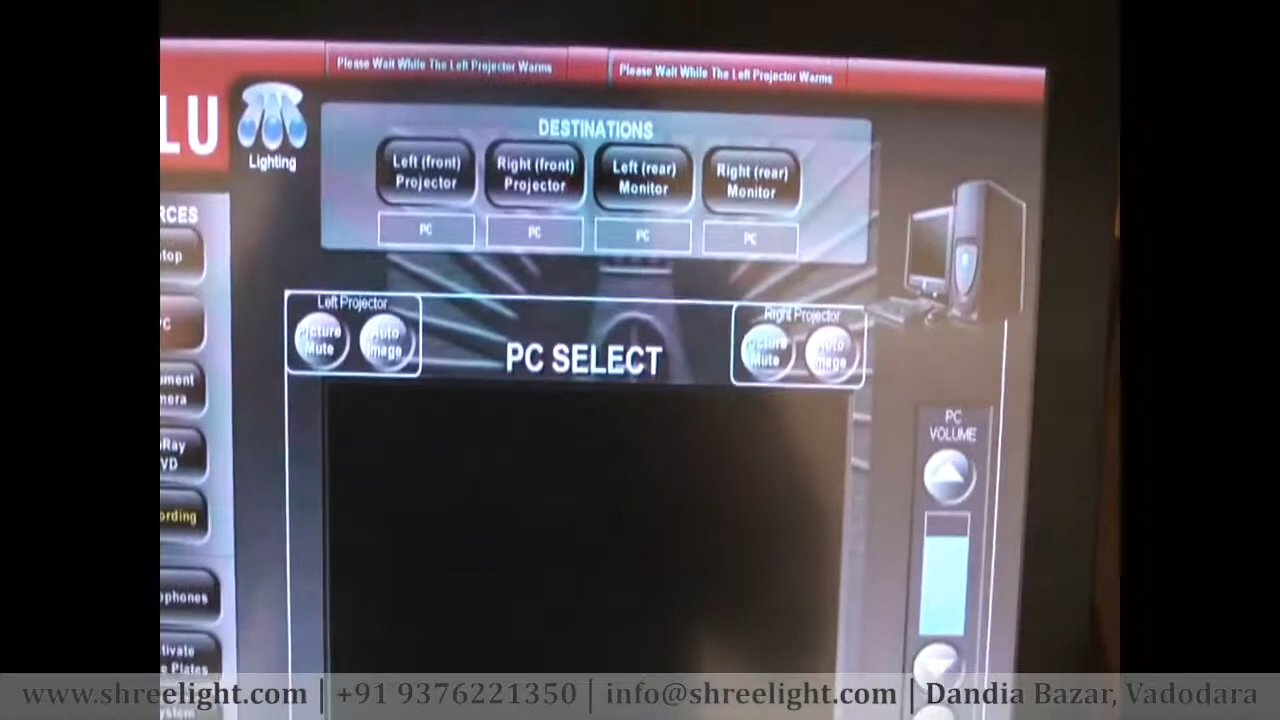 Please Wait While The Left Projector Warms
Please Wait While The Left Projector Warms
LU
Lighting
DESTINATIONS
Left (front)
Projector
Right (front)
Projector
Left (rear)
Monitor
Right (rear)
Monitor
PC
PC
PC
PC
RCES
top
C
ment
mera
Ray
VD
ording
ophones
tivate
e Plates
ystem
Left Projector
Picture
Mute
Auto
Image
PC SELECT
Right Projector
Picture
Mute
Auto
Image
PC
VOLUME
www.shreelight.com | +91 9376221350 | info@shreelight.com | Dandia Bazar, Vadodara